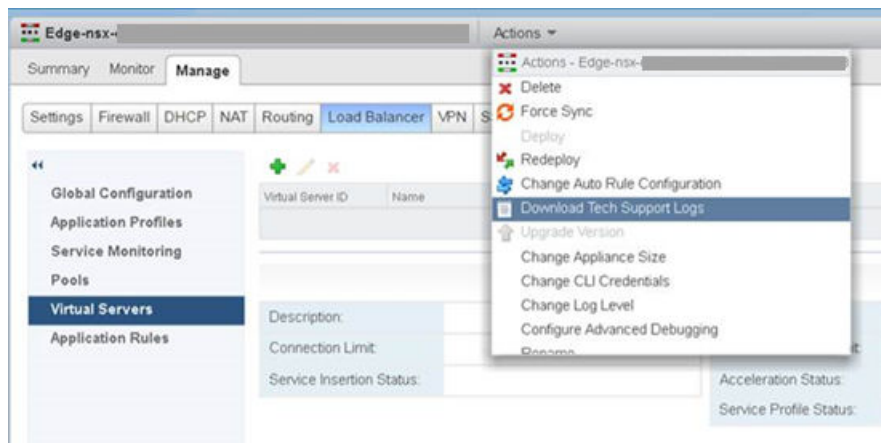 Edge-nsx- Actions
Summary Monitor Manage
Actions - Edge-nsx-
Delete
Settings Firewall DHCP NAT Routing Load Balancer VPN S
Force Sync
Deploy
Redeploy
Change Auto Rule Configuration
Download Tech Support Logs
Upgrade Version
Change Appliance Size
Change CLI Credentials
Change Log Level
Configure Advanced Debugging
Rename
Global Configuration
Application Profiles
Service Monitoring
Pools
Virtual Servers
Application Rules
Virtual Server ID Name
Description:
Connection Limit:
Service Insertion Status:
Acceleration Status:
Service Profile Status: